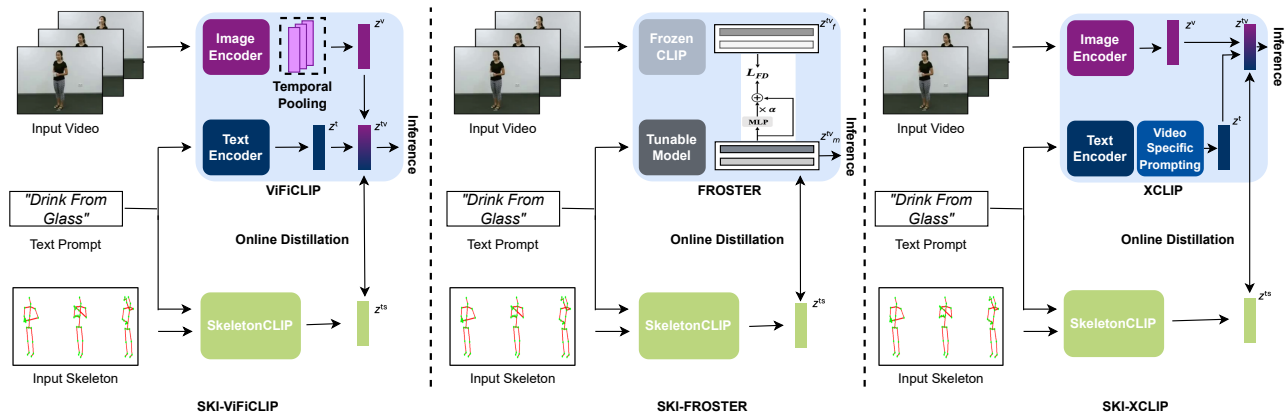 Input Video
Image
Encoder
Temporal
Pooling
z^v
Text
Encoder
z^t
z^tv
Inference
ViFiCLIP
"Drink From
Glass"
Text Prompt
Online Distillation
Input Skeleton
SkeletonCLIP
z^ts
SKI-ViFiCLIP
Input Video
Frozen
CLIP
z^tv_f
L_FD
+
× α
MLP
Tunable
Model
z^tv_m
Inference
FROSTER
"Drink From
Glass"
Text Prompt
Online Distillation
Input Skeleton
SkeletonCLIP
z^ts
SKI-FROSTER
Input Video
Image
Encoder
z^v
z^tv
Inference
Text
Encoder
Video
Specific
Prompting
z^t
XCLIP
"Drink From
Glass"
Text Prompt
Online Distillation
Input Skeleton
SkeletonCLIP
z^ts
SKI-XCLIP